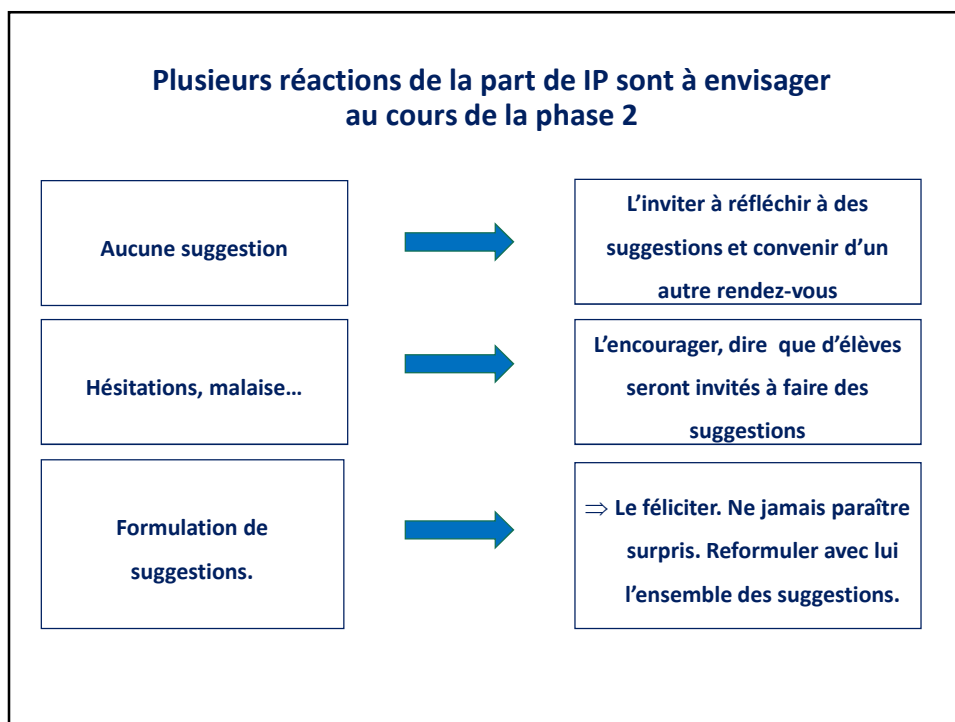 Plusieurs réactions de la part de IP sont à envisager
au cours de la phase 2
Aucune suggestion
L’inviter à réfléchir à des
suggestions et convenir d’un
autre rendez-vous
Hésitations, malaise…
L’encourager, dire que d’élèves
seront invités à faire des
suggestions
Formulation de
suggestions.
⇒ Le féliciter. Ne jamais paraître
surpris. Reformuler avec lui
l’ensemble des suggestions.